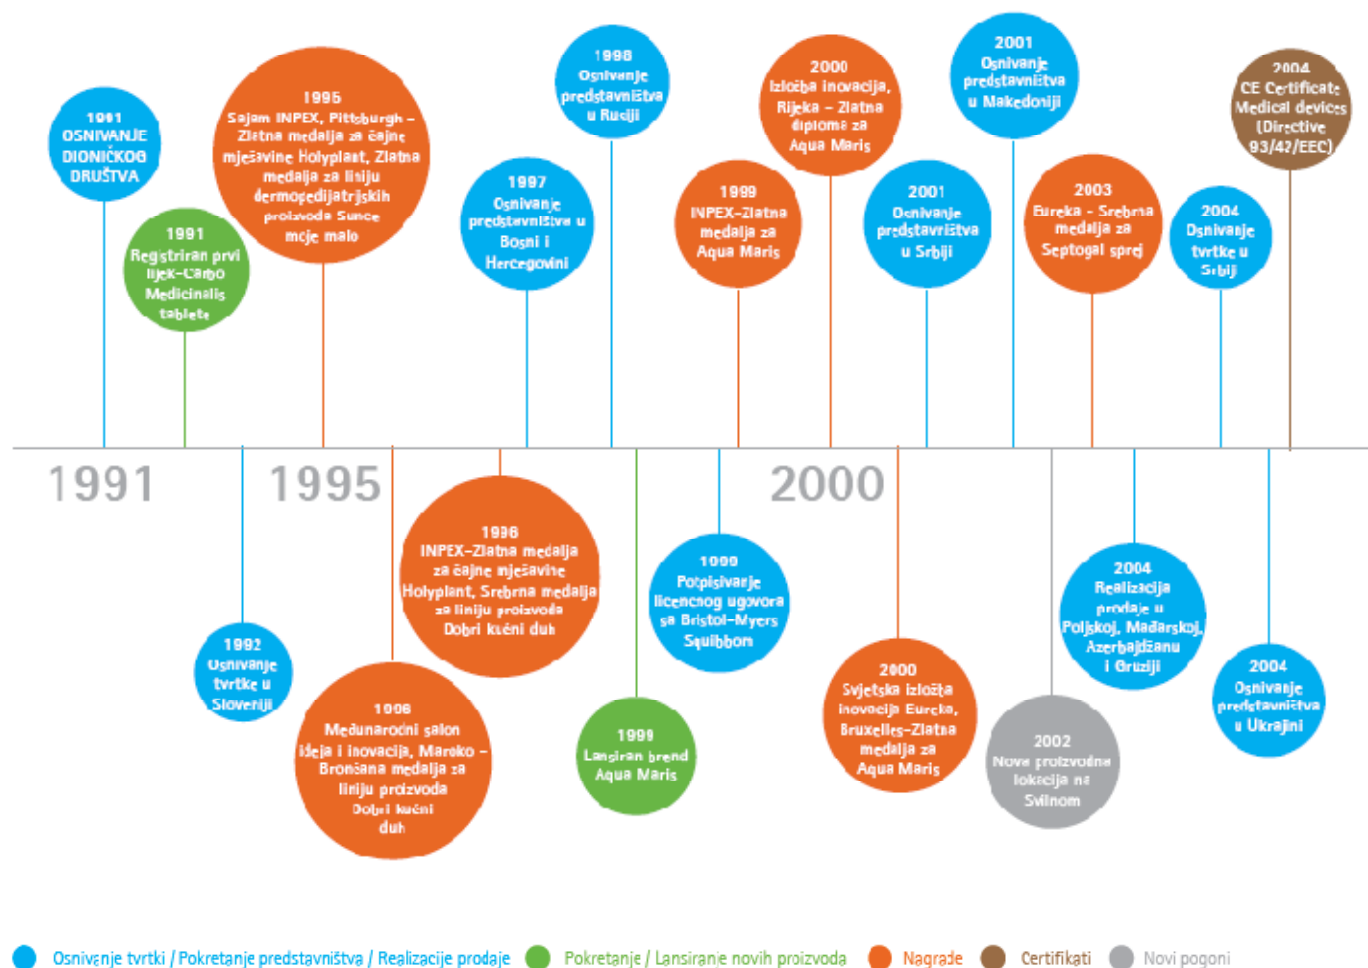 1991
OSNIVANJE
DIONIČKOG
DRUŠTVA
1991
Registriran prvi
lijek-Carbo
Medicinalis
tablete
1995
Sajam INPEX, Pittsburgh –
Zlatna medalja za čajne
mješavine Holyplant, Zlatna
medalja za liniju
dermopedijatrijskih
proizvoda Sunce
moje malo
1997
Osnivanje
predstavništva u
Bosni i
Hercegovini
1998
Osnivanje
predstavništva
u Rusiji
1999
INPEX-Zlatna
medalja za
Aqua Maris
2000
Izložba inovacija,
Rijeka – Zlatna
diploma za
Aqua Maris
2001
Osnivanje
predstavništva
u Srbiji
2001
Osnivanje
predstavništva
u Makedoniji
2003
Eureka - Srebrna
medalja za
Septogal sprej
2004
Osnivanje
tvrtke u
Srbiji
2004
CE Certificate
Medical devices
(Directive
93/42/EEC)
1991
1995
2000
1992
Osnivanje
tvrtke u
Sloveniji
1996
Međunarodni salon
ideja i inovacija, Maroko –
Brončana medalja za
liniju proizvoda
Dobri kućni
duh
1996
INPEX-Zlatna medalja
za čajne mješavine
Holyplant, Srebrna medalja
za liniju proizvoda
Dobri kućni duh
1999
Lansiran brend
Aqua Maris
1999
Potpisivanje
licencnog ugovora
sa Bristol-Myers
Squibbom
2000
Svjetska izložba
inovacija Eureka,
Bruxelles-Zlatna
medalja za
Aqua Maris
2002
Nova proizvodna
lokacija na
Svilnom
2004
Realizacija
prodaje u
Poljskoj, Mađarskoj,
Azerbajdžanu
i Gruziji
2004
Osnivanje
predstavništva
u Ukrajini
Osnivanje tvrtki / Pokretanje predstavništva / Realizacije prodaje
Pokretanje / Lansiranje novih proizvoda
Nagrade
Certifikati
Novi pogoni